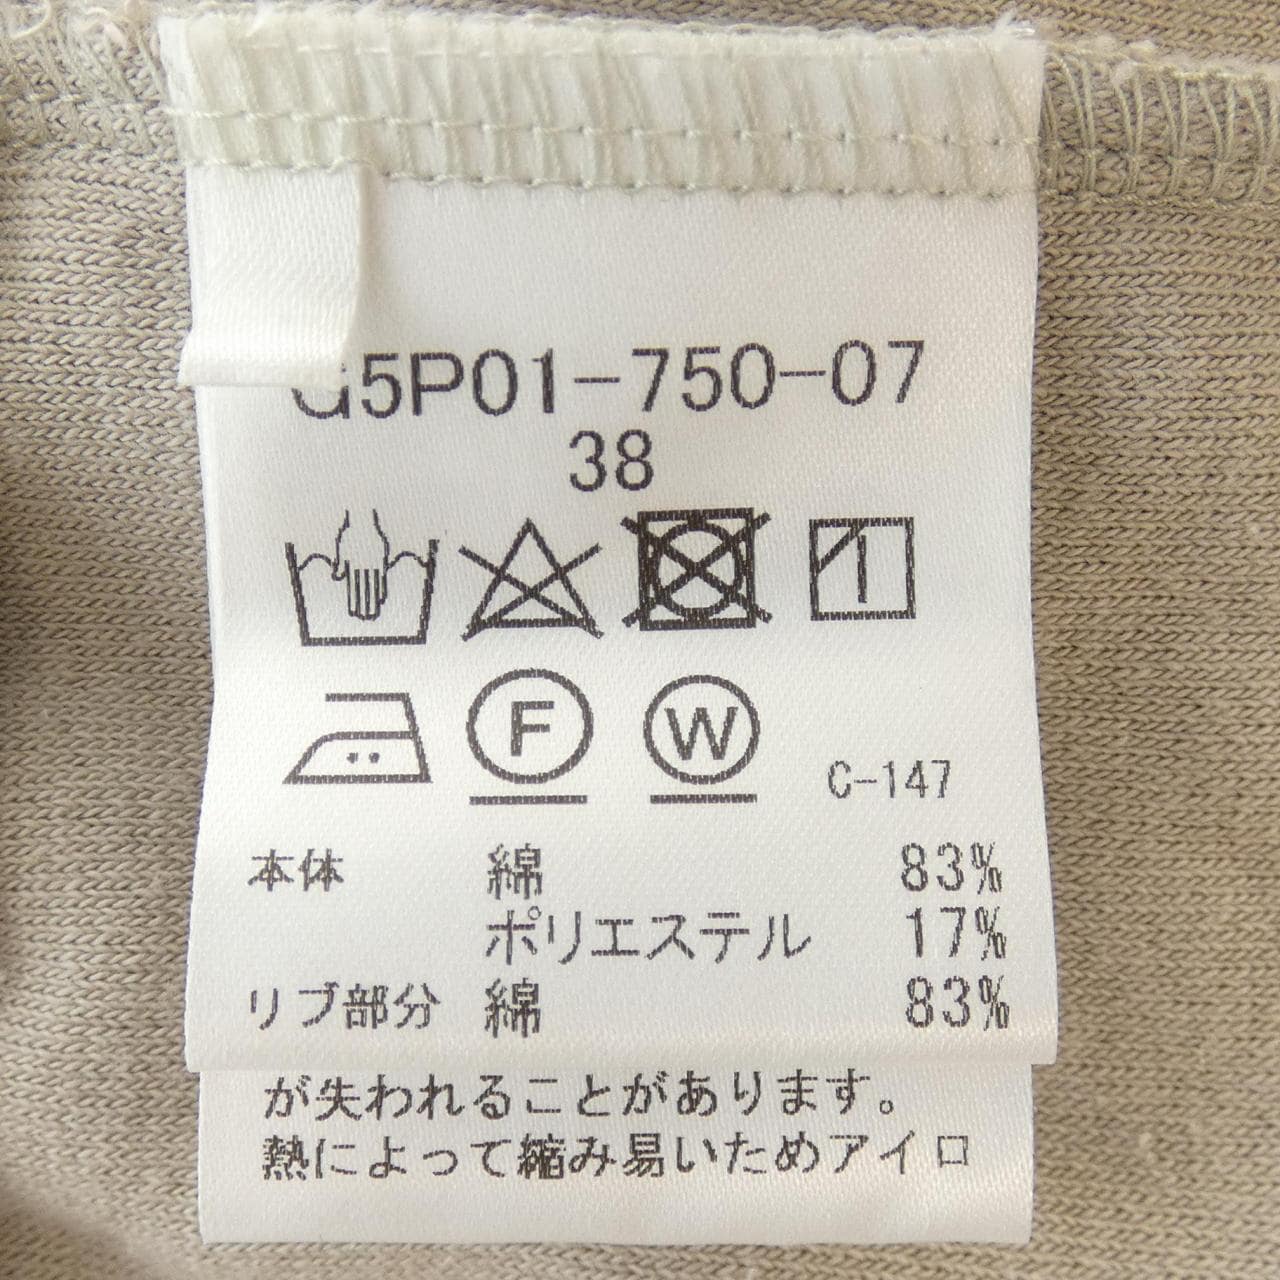 G5P01-750-07
38
F W C-147
本体 綿 83%
ポリエステル 17%
リブ部分 綿 83%
が失われることがあります。
熱によって縮み易いためアイロ